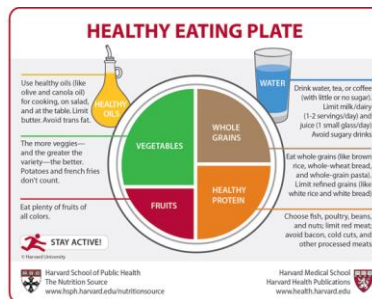 HEALTHY EATING PLATE
Use healthy oils (like
olive and canola oil)
for cooking, on salad,
and at the table. Limit
butter. Avoid trans fat.
HEALTHY
OILS
The more veggies—
and the greater the
variety—the better.
Potatoes and french fries
don't count.
Eat plenty of fruits of
all colors.
VEGETABLES
FRUITS
WHOLE
GRAINS
HEALTHY
PROTEIN
WATER
Drink water, tea, or coffee
(with little or no sugar).
Limit milk/dairy
(1-2 servings/day) and
juice (1 small glass/day)
Avoid sugary drinks
Eat whole grains (like brown
rice, whole-wheat bread,
and whole-grain pasta).
Limit refined grains (like
white rice and white bread)
Choose fish, poultry, beans,
and nuts; limit red meat;
avoid bacon, cold cuts, and
other processed meats
STAY ACTIVE!
© Harvard University
Harvard School of Public Health
The Nutrition Source
www.hsph.harvard.edu/nutritionsource
Harvard Medical School
Harvard Health Publications
www.health.harvard.edu